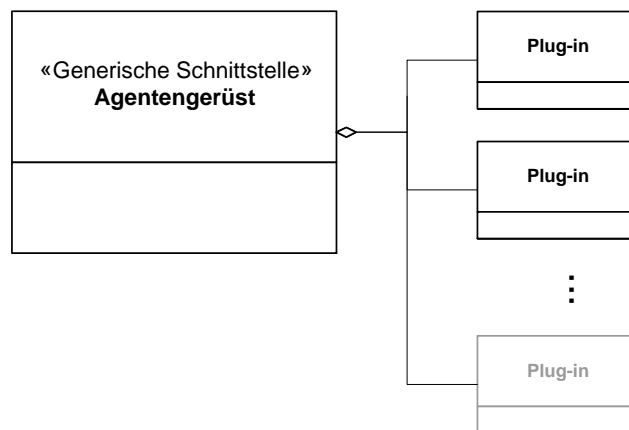 «Generische Schnittstelle»
Agentengerüst
Plug-in
Plug-in
Plug-in